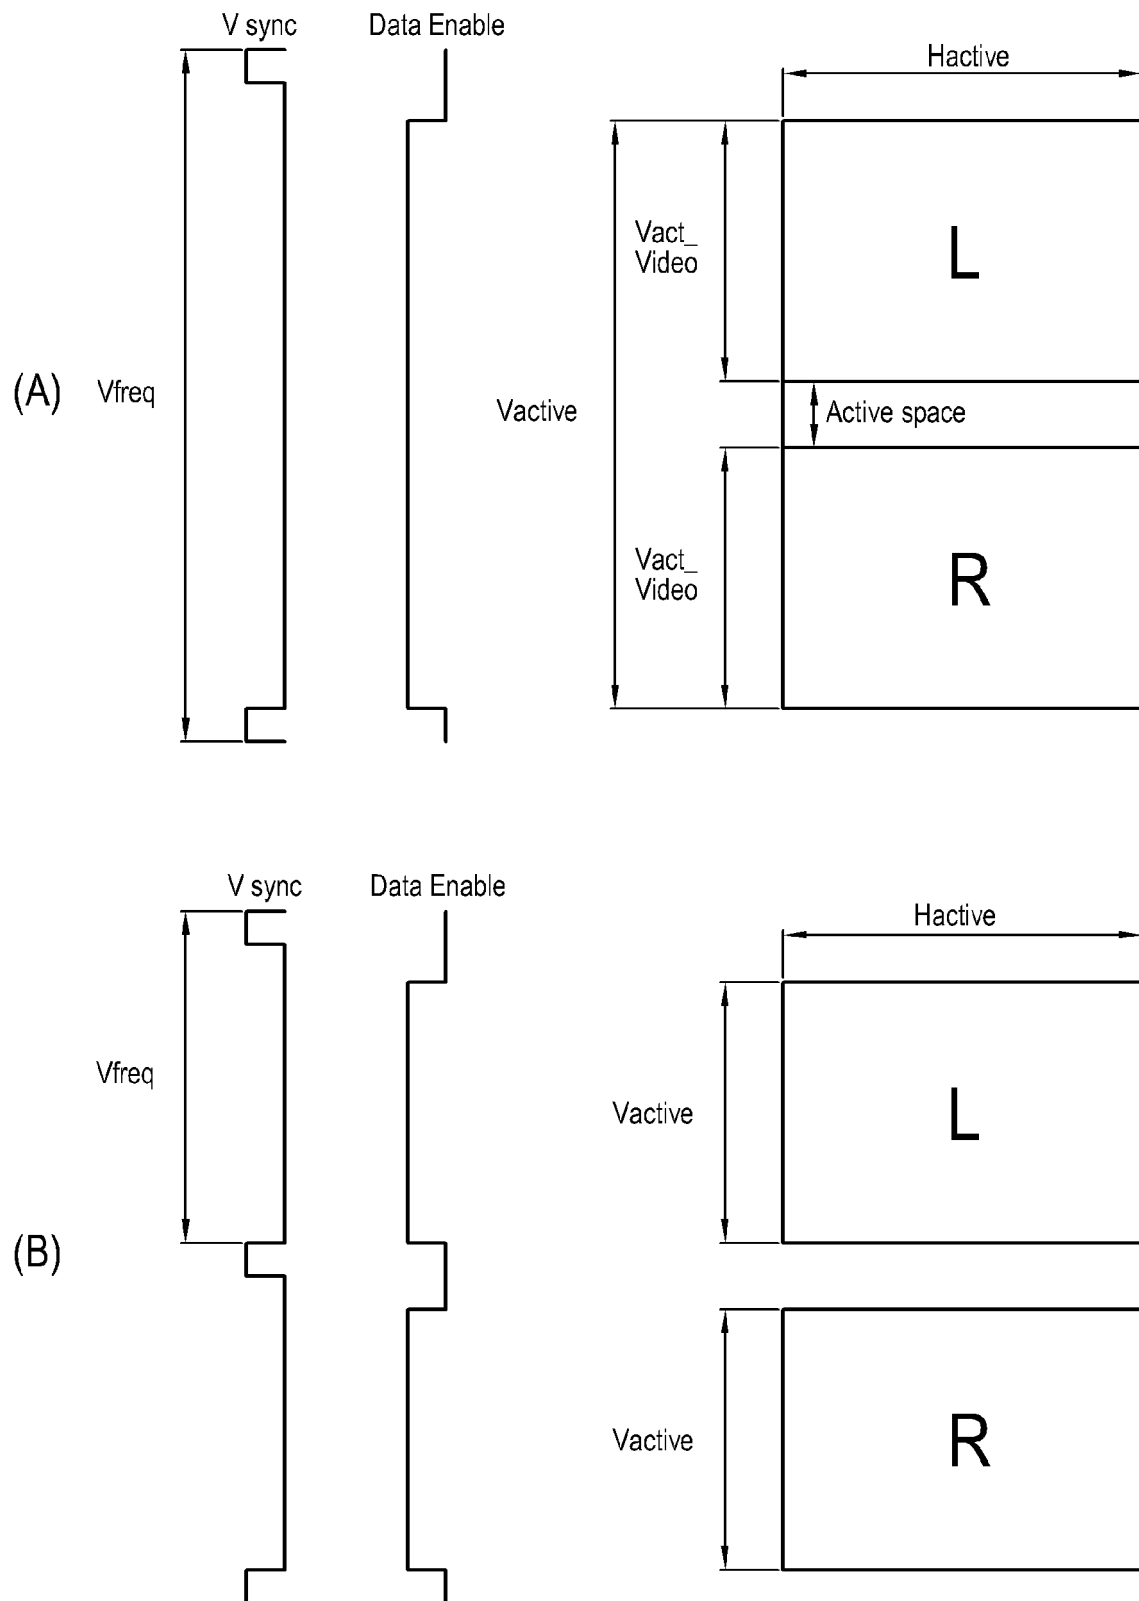 V sync
Data Enable
Hactive
Vact_
Video
L
(A)
Vfreq
Vactive
Active space
Vact_
Video
R
V sync
Data Enable
Hactive
Vfreq
Vactive
L
(B)
Vactive
R